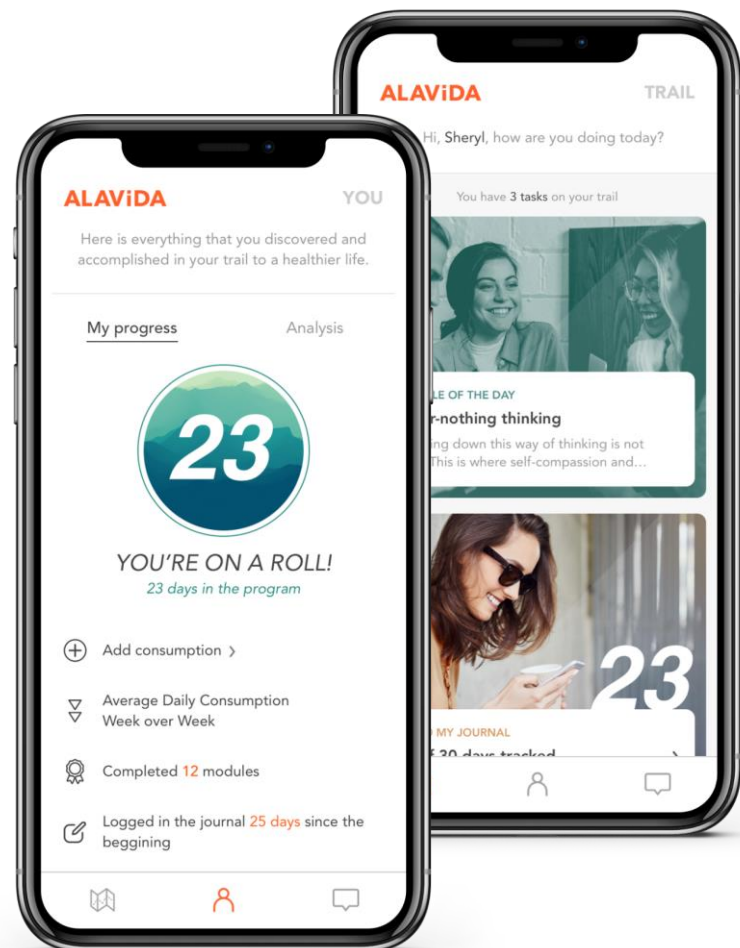 ALAViDA
YOU
Here is everything that you discovered and
accomplished in your trail to a healthier life.
My progress
Analysis
23
YOU'RE ON A ROLL!
23 days in the program
Add consumption >
Average Daily Consumption
Week over Week
Completed 12 modules
Logged in the journal 25 days since the
beggining
ALAViDA
TRAIL
Hi, Sheryl, how are you doing today?
You have 3 tasks on your trail
OF THE DAY
-nothing thinking
down this way of thinking is not
This is where self-compassion and...
23
MY JOURNAL
30 days tracked